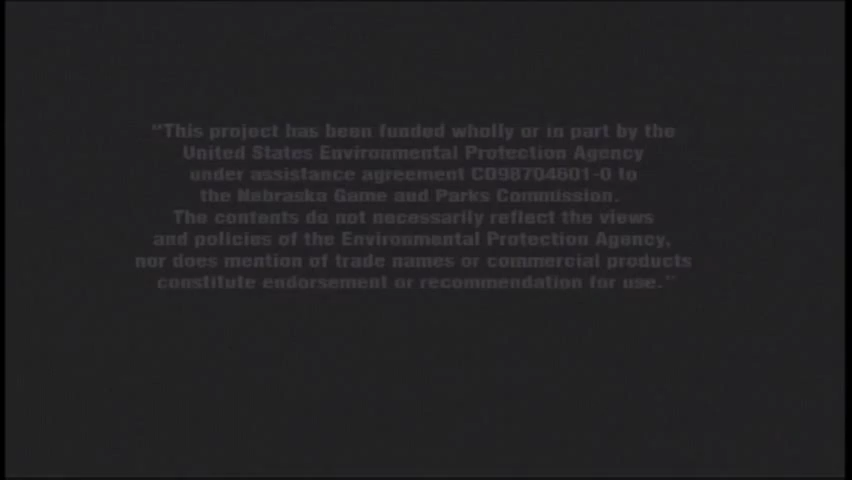 "This project has been funded wholly or in part by the
United States Environmental Protection Agency
under assistance agreement CD98704601-0 to
the Nebraska Game and Parks Commission.
The contents do not necessarily reflect the views
and policies of the Environmental Protection Agency,
nor does mention of trade names or commercial products
constitute endorsement or recommendation for use."